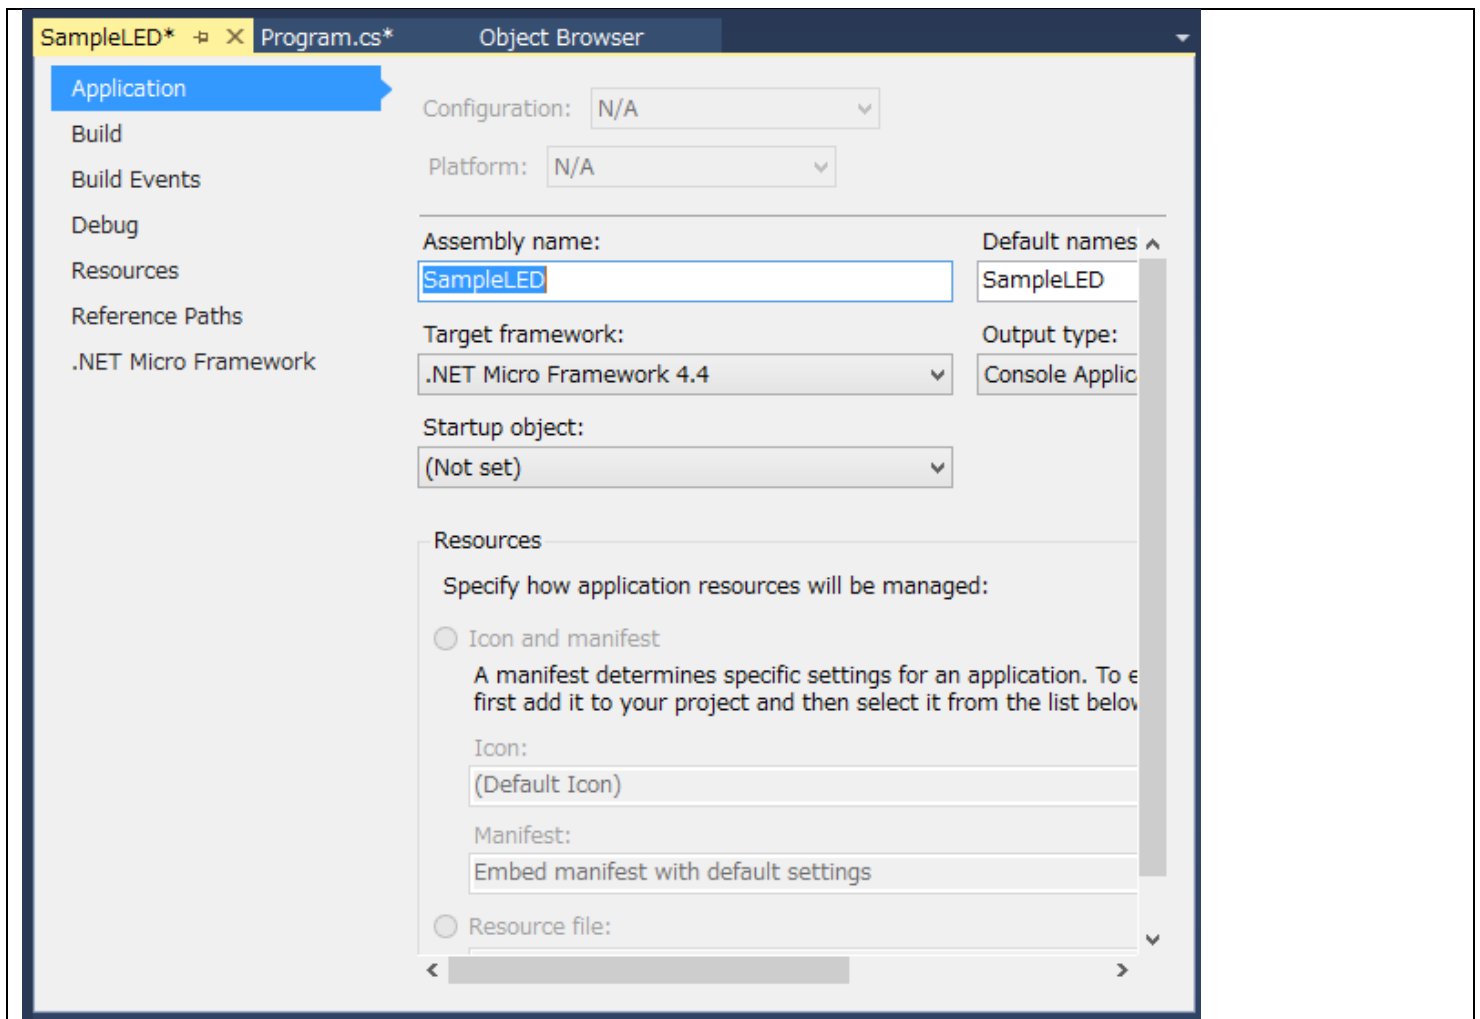 SampleLED* Program.cs* Object Browser
Application
Build
Build Events
Debug
Resources
Reference Paths
.NET Micro Framework
Configuration: N/A
Platform: N/A
Assembly name: Default names
SampleLED SampleLED
Target framework: Output type:
.NET Micro Framework 4.4 Console Applic
Startup object:
(Not set)
Resources
Specify how application resources will be managed:
Icon and manifest
A manifest determines specific settings for an application. To e
first add it to your project and then select it from the list below
Icon:
(Default Icon)
Manifest:
Embed manifest with default settings
Resource file: